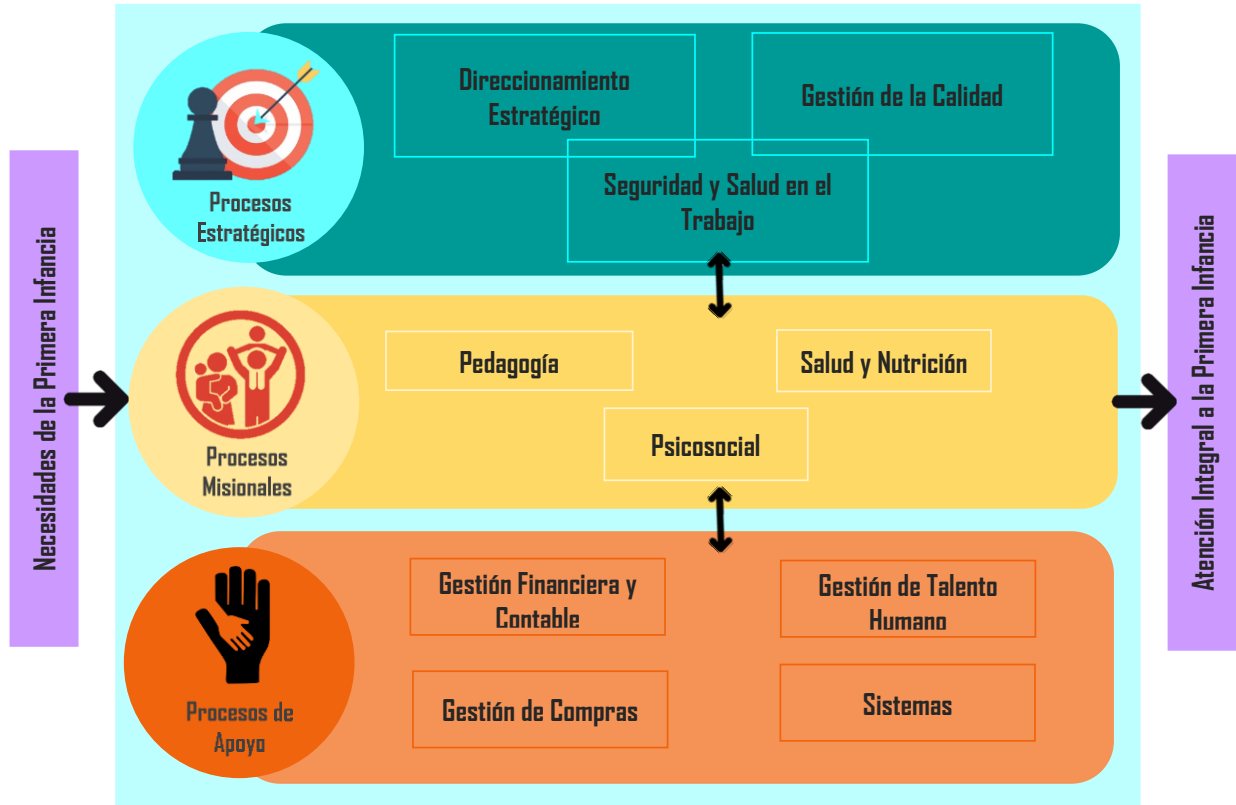 Necesidades de la Primera Infancia
Procesos
Estratégicos
Direccionamiento
Estratégico
Gestión de la Calidad
Seguridad y Salud en el
Trabajo
Procesos
Misionales
Pedagogía
Salud y Nutrición
Psicosocial
Procesos de
Apoyo
Gestión Financiera y
Contable
Gestión de Talento
Humano
Gestión de Compras
Sistemas
Atención Integral a la Primera Infancia